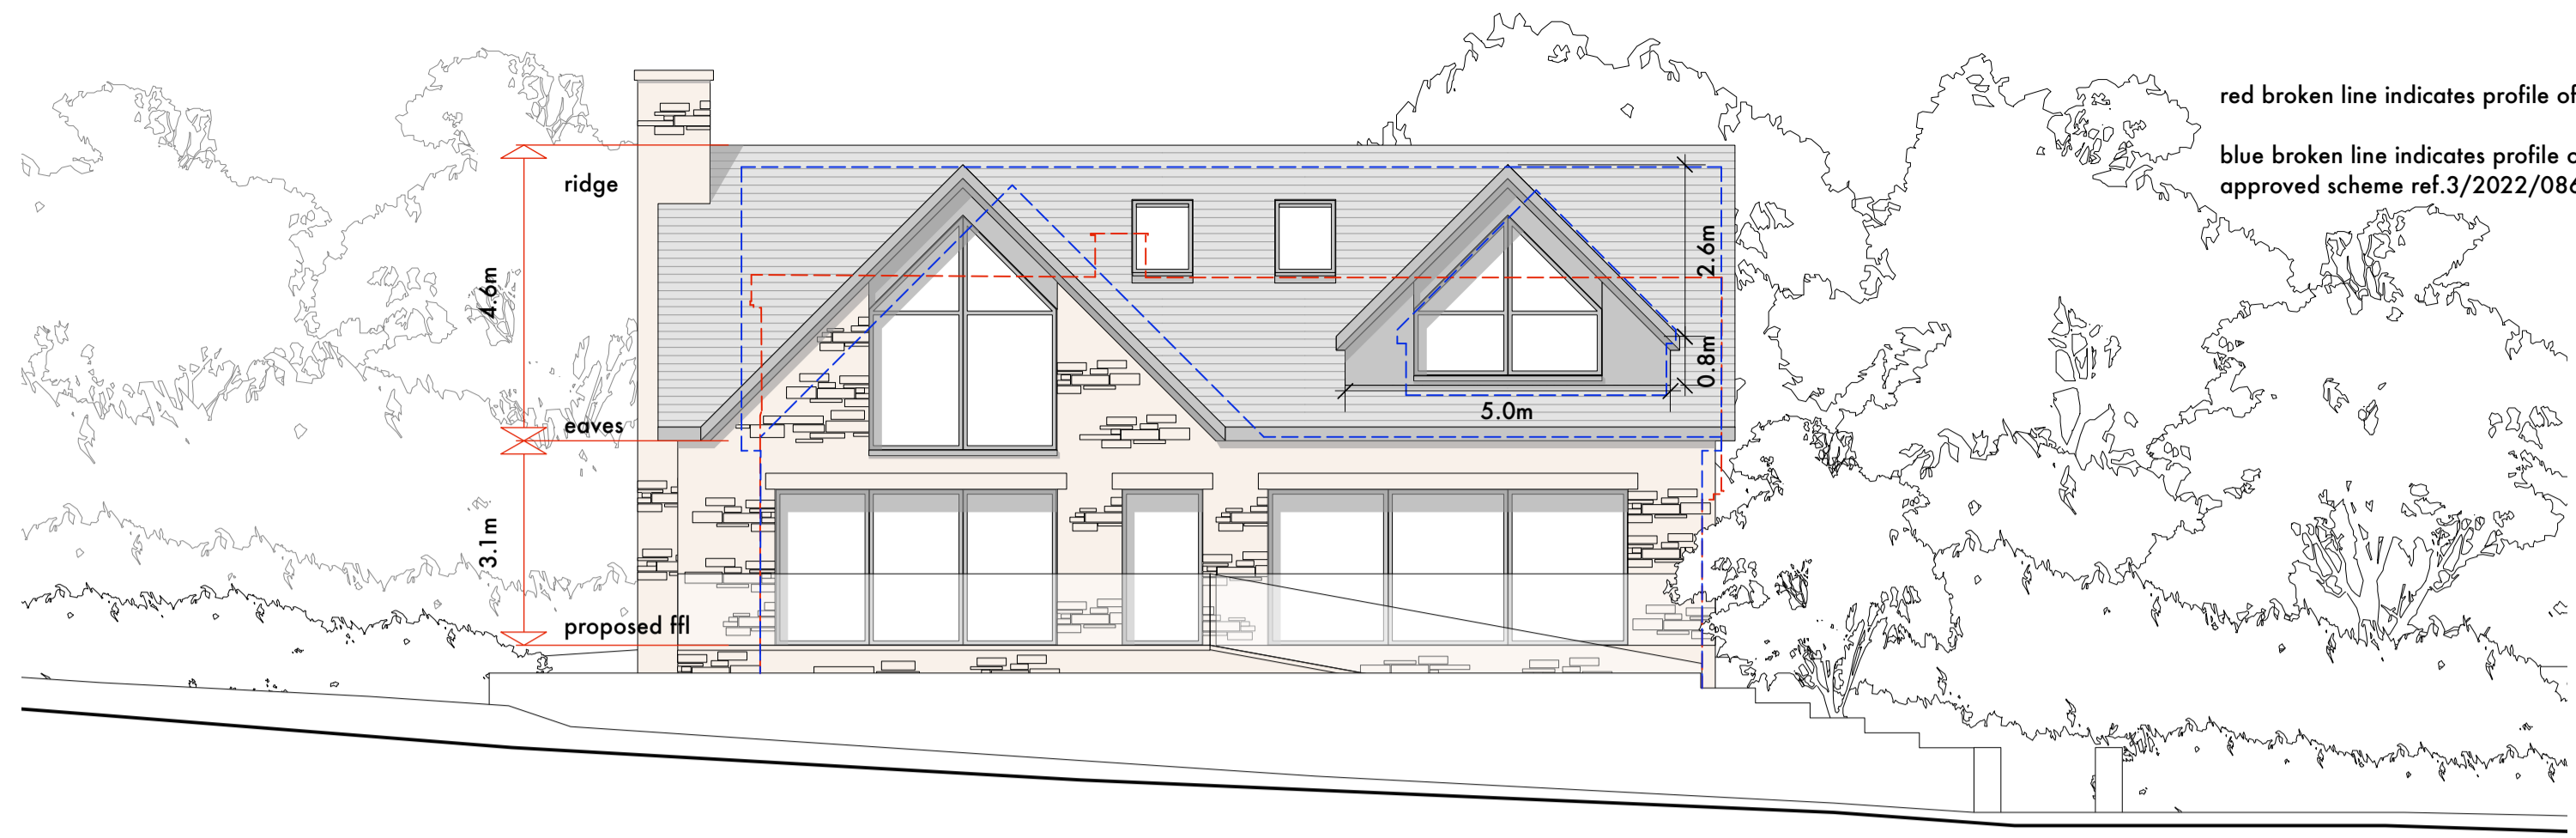 red broken line indicates profile of
blue broken line indicates profile
approved scheme ref.3/2022/086
ridge
4.6m
eaves
3.1m
proposed ffl
2.6m
0.8m
5.0m